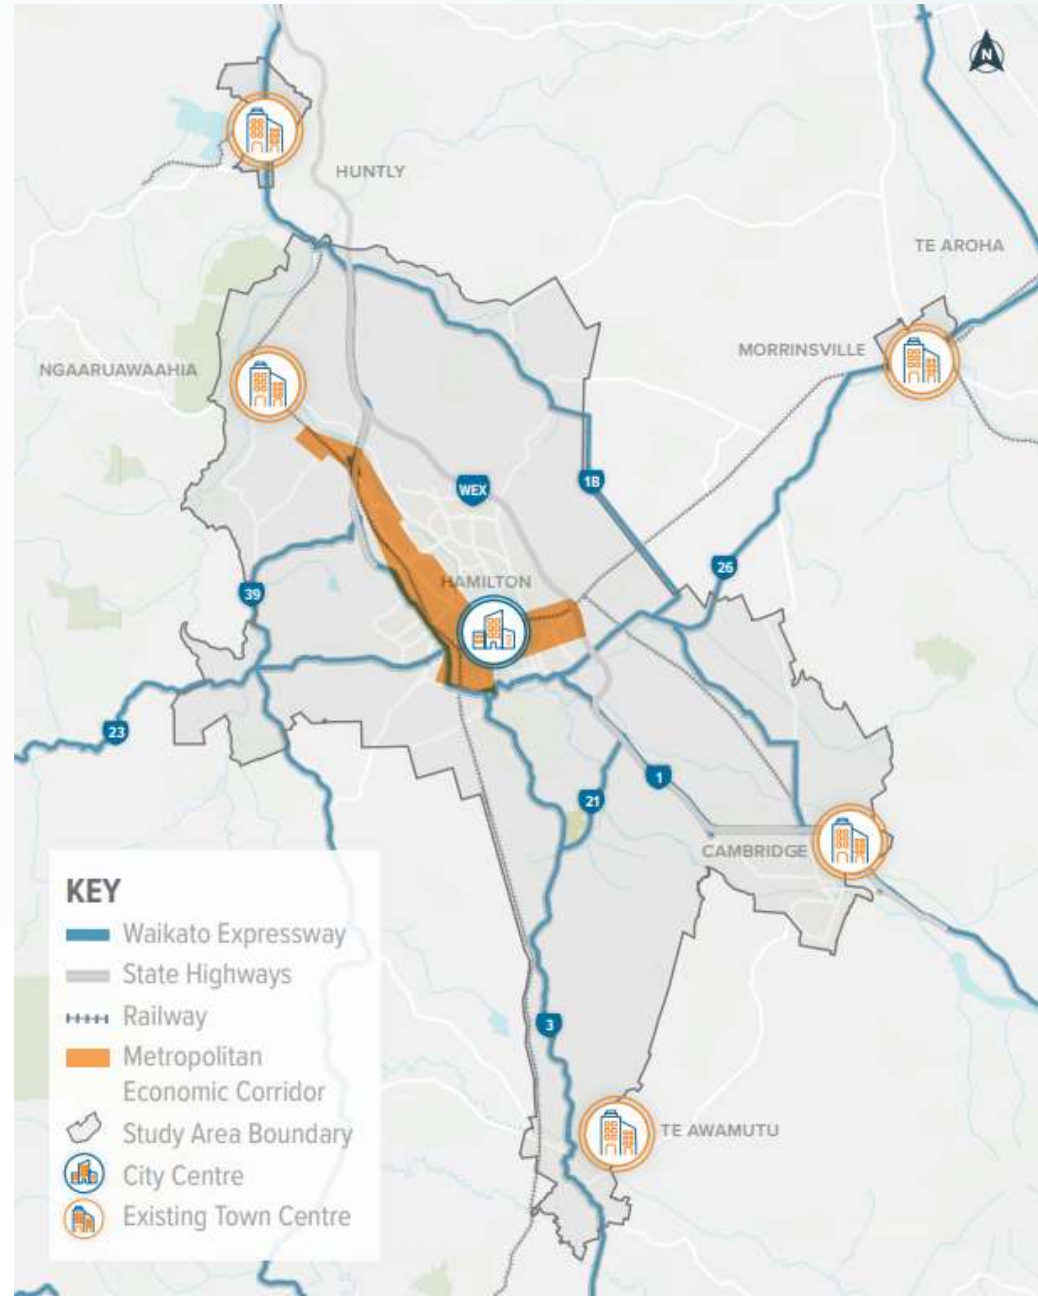 N
HUNTLY
TE AROHA
MORRINSVILLE
NGAARUAWAAHIA
1B
WEX
26
HAMILTON
39
23
1
21
CAMBRIDGE
3
TE AWAMUTU
KEY
Waikato Expressway
State Highways
Railway
Metropolitan
Economic Corridor
Study Area Boundary
City Centre
Existing Town Centre